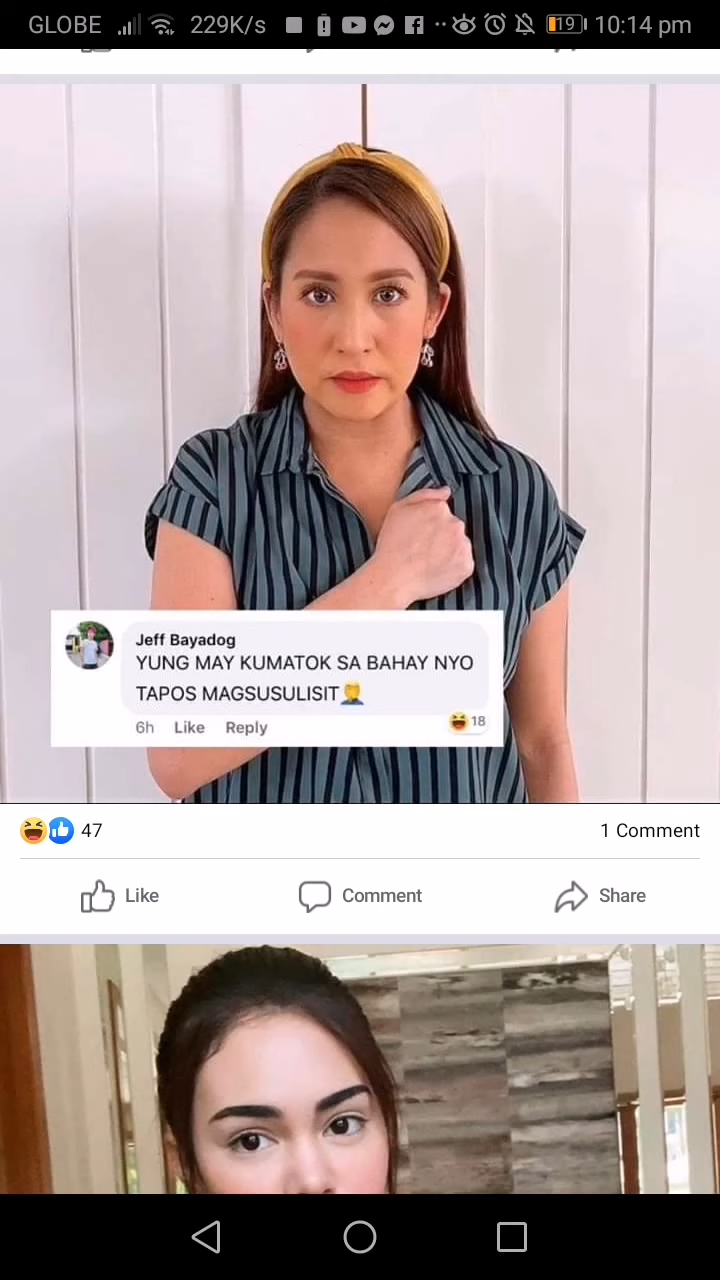 GLOBE 229K/s 19 10:14 pm
Jeff Bayadog
YUNG MAY KUMATOK SA BAHAY NYO
TAPOS MAGSUSULISIT🤦
6h Like Reply 18
47 1 Comment
Like Comment Share